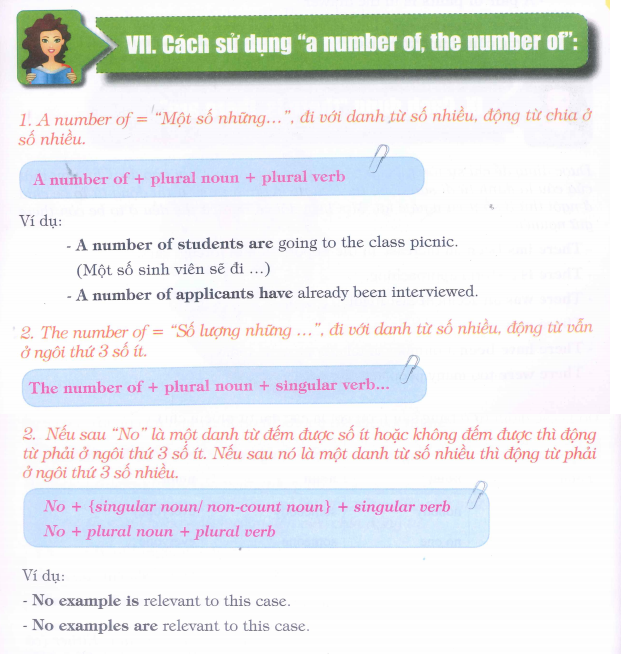 VII. Cách sử dụng “a number of, the number of”:
1. A number of = “Một số những...”, đi với danh từ số nhiều, động từ chia ở
số nhiều.
A number of + plural noun + plural verb
Ví dụ:
- A number of students are going to the class picnic.
(Một số sinh viên sẽ đi ...)
- A number of applicants have already been interviewed.
2. The number of = “Số lượng những ...”, đi với danh từ số nhiều, động từ vẫn
ở ngôi thứ 3 số ít.
The number of + plural noun + singular verb...
2. Nếu sau “No” là một danh từ đếm được số ít hoặc không đếm được thì động
từ phải ở ngôi thứ 3 số ít. Nếu sau nó là một danh từ số nhiều thì động từ phải
ở ngôi thứ 3 số nhiều.
No + {singular noun/ non-count noun} + singular verb
No + plural noun + plural verb
Ví dụ:
- No example is relevant to this case.
- No examples are relevant to this case.